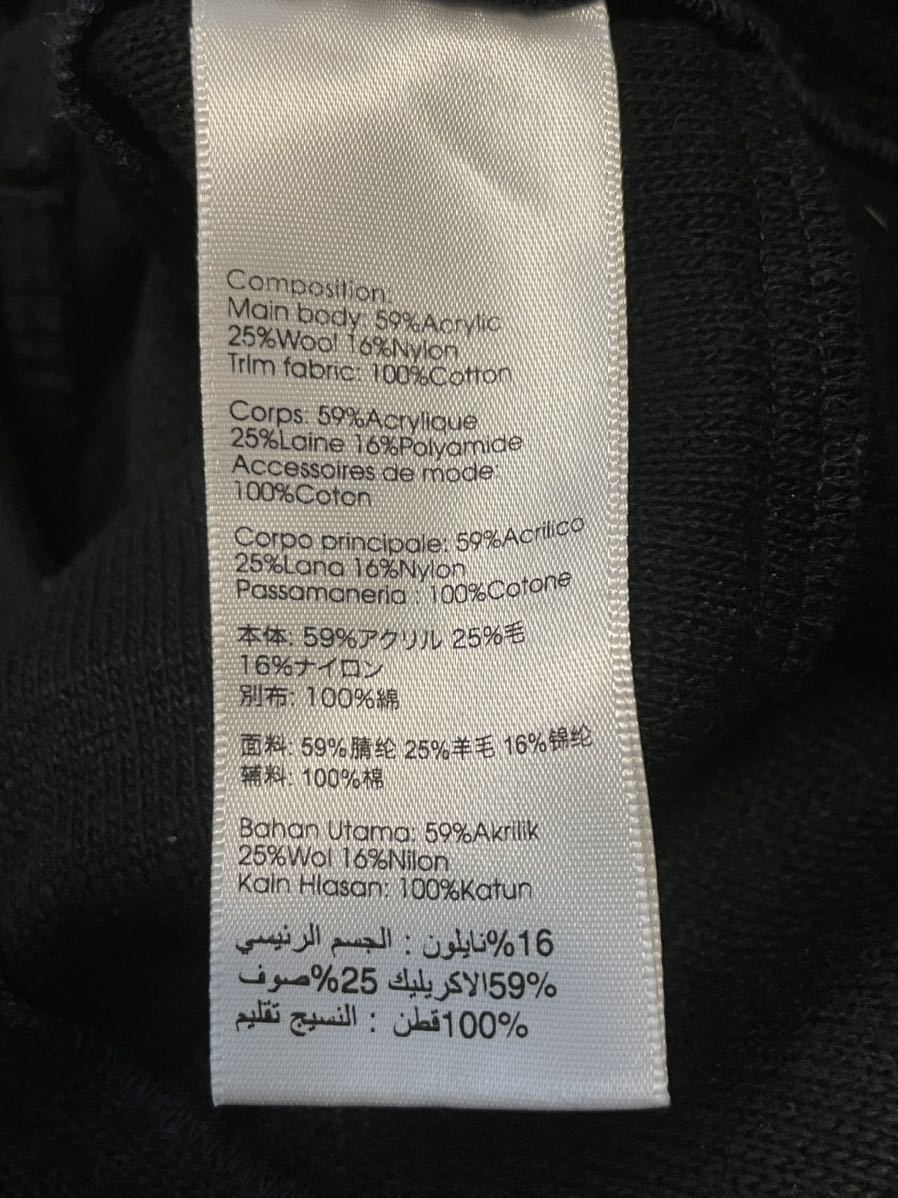 Composition:
Main body: 59%Acrylic
25%Wool 16%Nylon
Trim fabric: 100%Cotton
Corps: 59%Acrylique
25%Laine 16%Polyamide
Accessoires de mode:
100%Coton
Corpo principale: 59%Acrilico
25%Lana 16%Nylon
Passamaneria : 100%Cotone
本体: 59%アクリル 25%毛
16%ナイロン
別布: 100%綿
面料: 59%腈纶 25%羊毛 16%锦纶
辅料: 100%棉
Bahan Utama: 59%Akrilik
25%Wol 16%Nilon
Kain Hiasan: 100%Katun
16%نايلون : الجسم الرئيسي
59%الاكريليك 25%صوف
100%قطن : النسيج تقليم